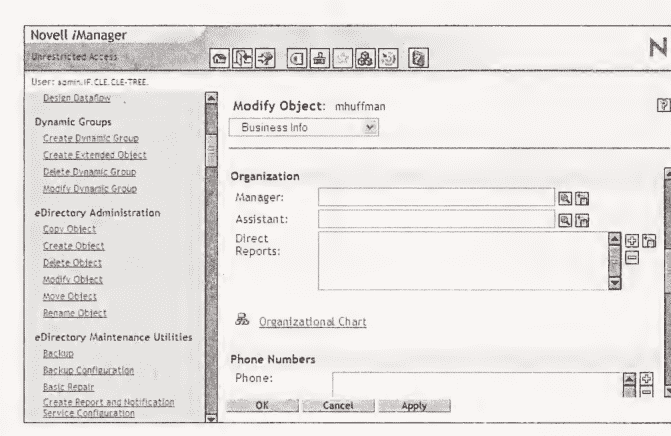 Novell iManager
Unrestricted Access
N
User: admin.IF.CLE.CLE-TREE.
Design Dataflow
Dynamic Groups
Create Dynamic Group
Create Extended Object
Delete Dynamic Group
Modify Dynamic Group
eDirectory Administration
Copy Object
Create Object
Delete Object
Modify Object
Move Object
Rename Object
eDirectory Maintenance Utilities
Backup
Backup Configuration
Basic Repair
Create Report and Notification
Service Configuration
Modify Object: mhuffman
?
Business Info
Organization
Manager:
Assistant:
Direct
Reports:
Organizational Chart
Phone Numbers
Phone:
OK Cancel Apply